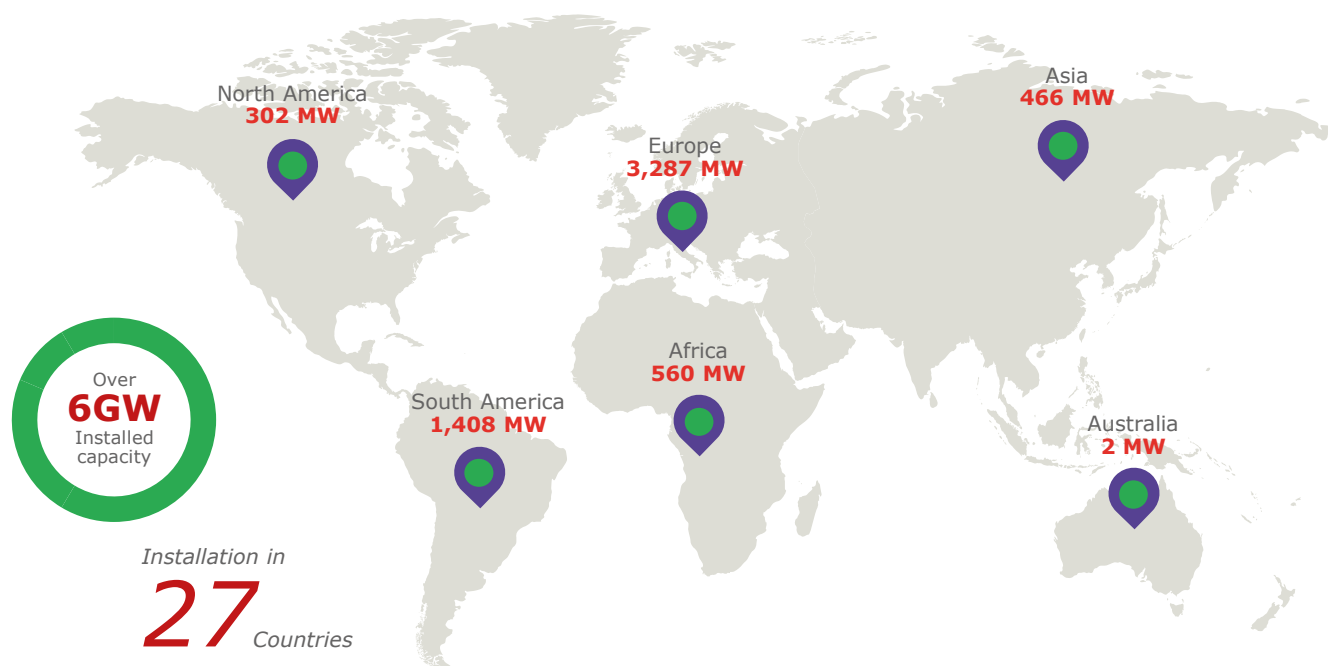 North America
302 MW
Asia
466 MW
Europe
3,287 MW
Africa
560 MW
South America
1,408 MW
Australia
2 MW
Over
6GW
Installed
capacity
Installation in
27
Countries